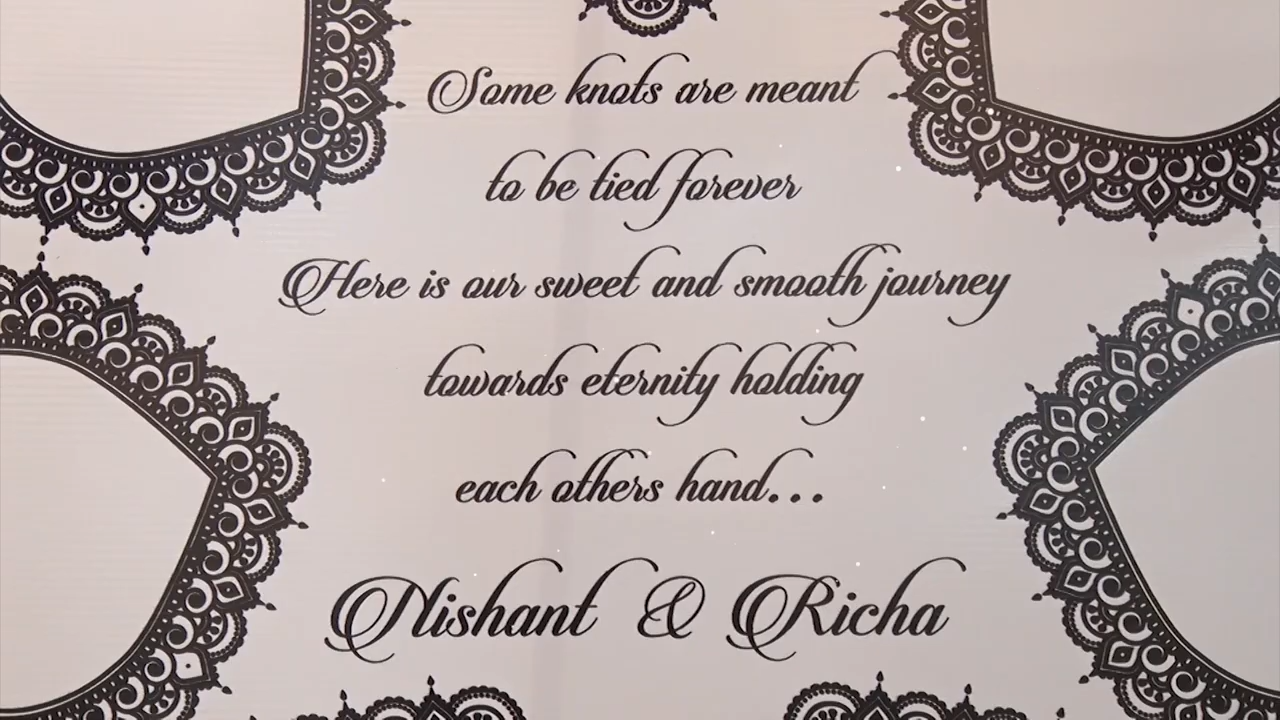 Some knots are meant
to be tied forever
Here is our sweet and smooth journey
towards eternity holding
each others hand...
Nishant & Richa